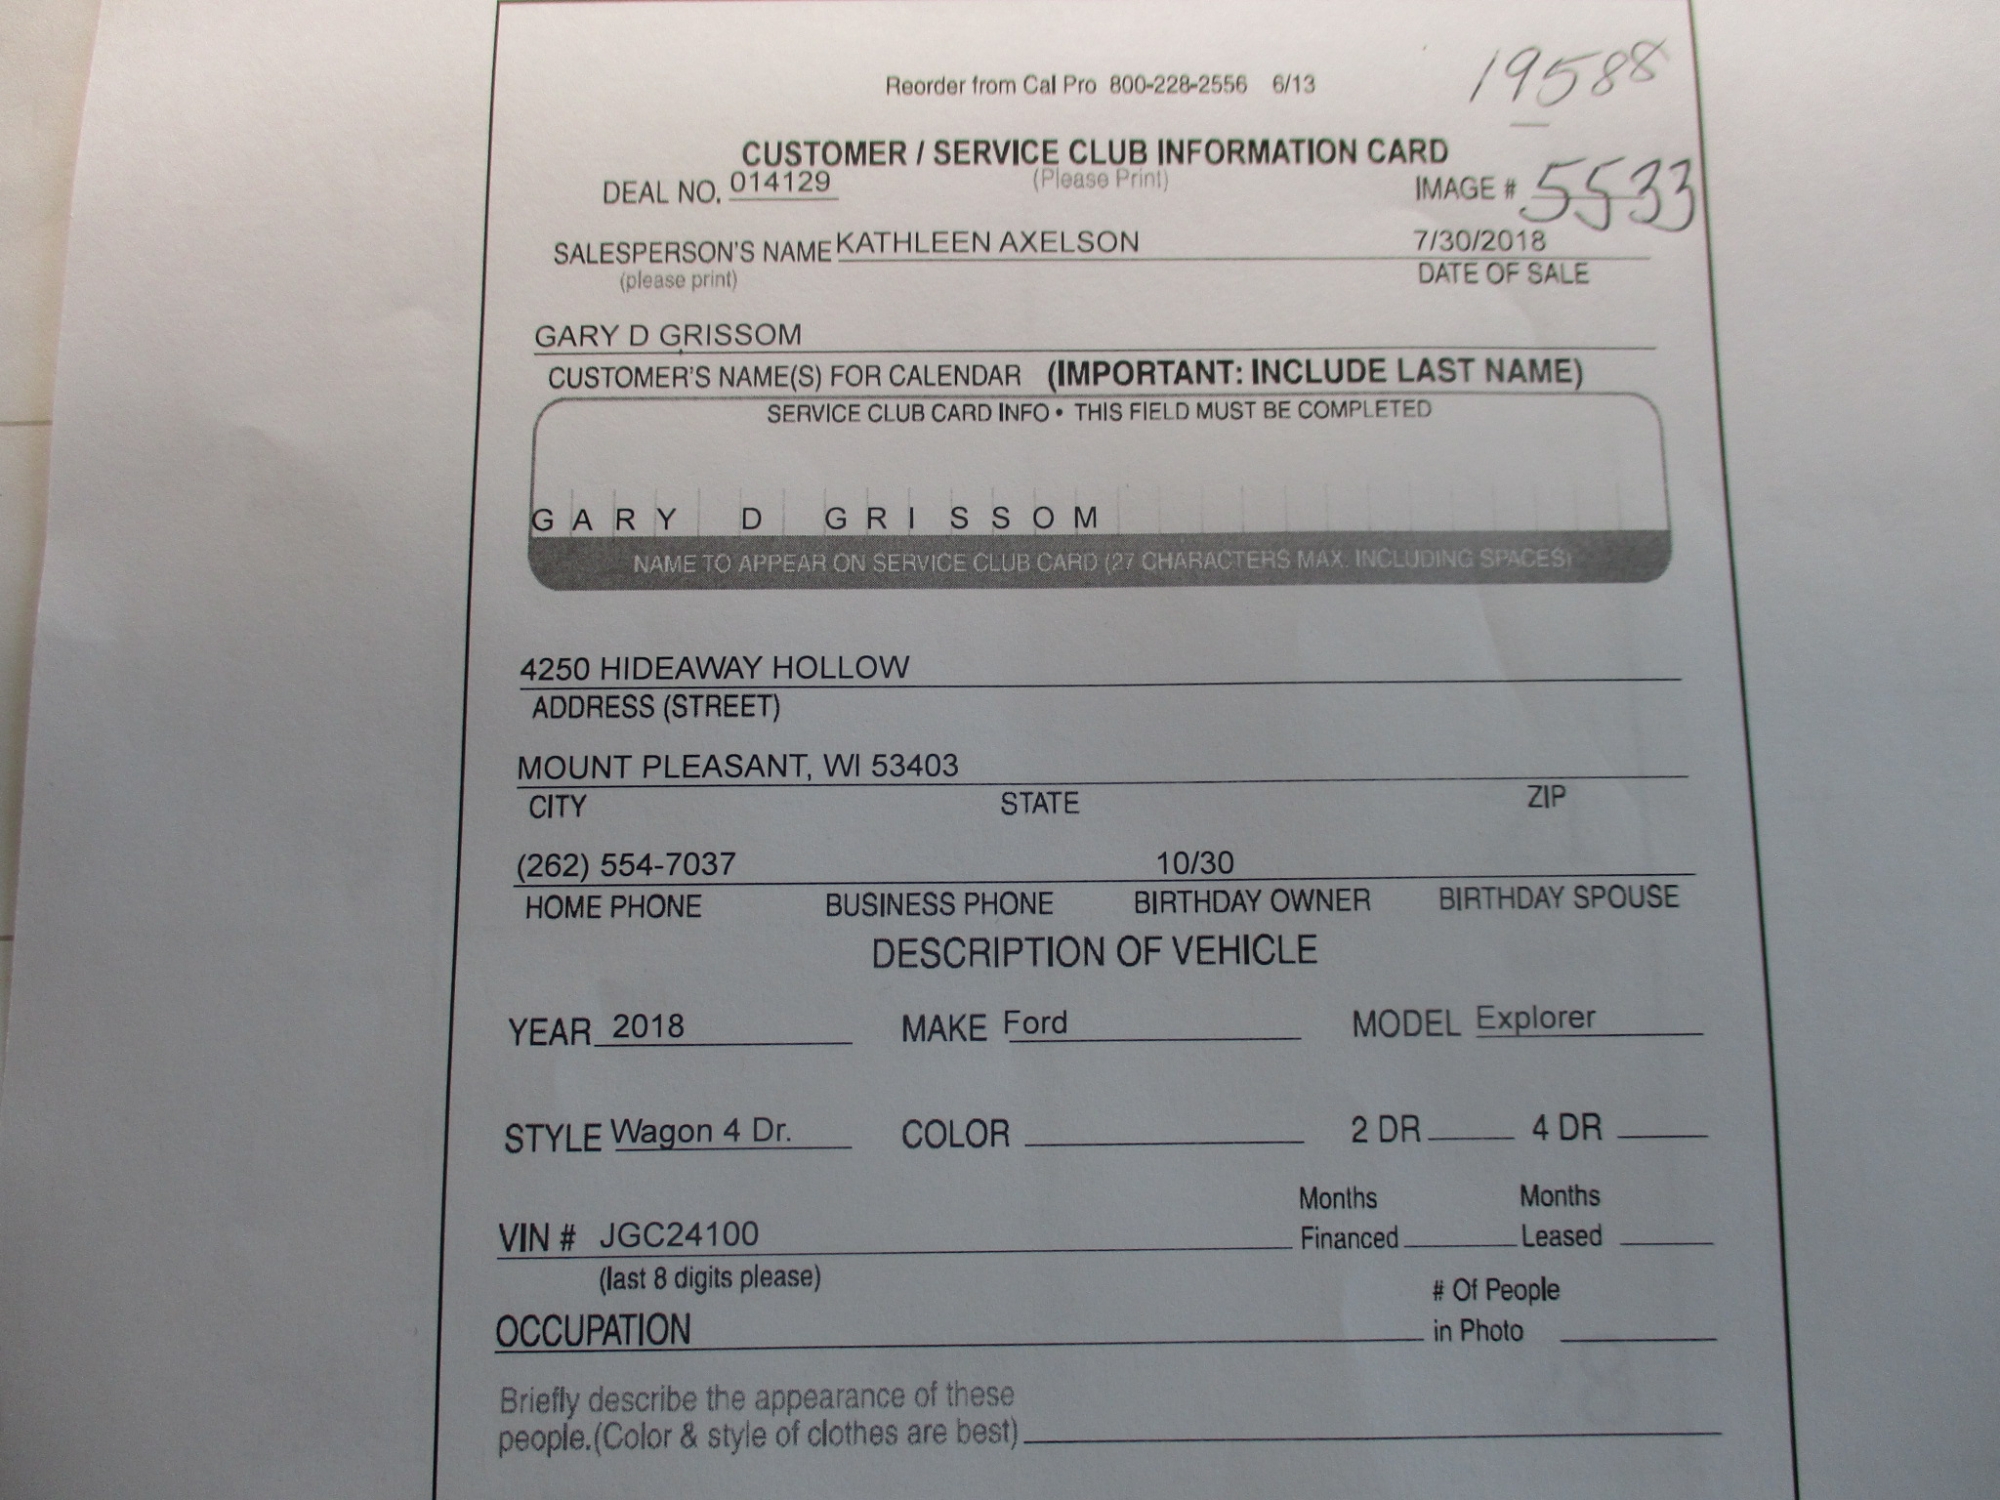 19588
Reorder from Cal Pro 800-228-2556 6/13
CUSTOMER / SERVICE CLUB INFORMATION CARD
(Please Print)
DEAL NO. 014129 IMAGE # 5533
SALESPERSON'S NAME KATHLEEN AXELSON 7/30/2018
(please print) DATE OF SALE
GARY D GRISSOM
CUSTOMER'S NAME(S) FOR CALENDAR (IMPORTANT: INCLUDE LAST NAME)
SERVICE CLUB CARD INFO • THIS FIELD MUST BE COMPLETED
GARY D GRISSOM
NAME TO APPEAR ON SERVICE CLUB CARD (27 CHARACTERS MAX. INCLUDING SPACES)
4250 HIDEAWAY HOLLOW
ADDRESS (STREET)
MOUNT PLEASANT, WI 53403
CITY STATE ZIP
(262) 554-7037 10/30
HOME PHONE BUSINESS PHONE BIRTHDAY OWNER BIRTHDAY SPOUSE
DESCRIPTION OF VEHICLE
YEAR 2018 MAKE Ford MODEL Explorer
STYLE Wagon 4 Dr. COLOR 2 DR 4 DR
Months Months
VIN # JGC24100 Financed Leased
(last 8 digits please)
# Of People
OCCUPATION in Photo
Briefly describe the appearance of these
people.(Color & style of clothes are best)